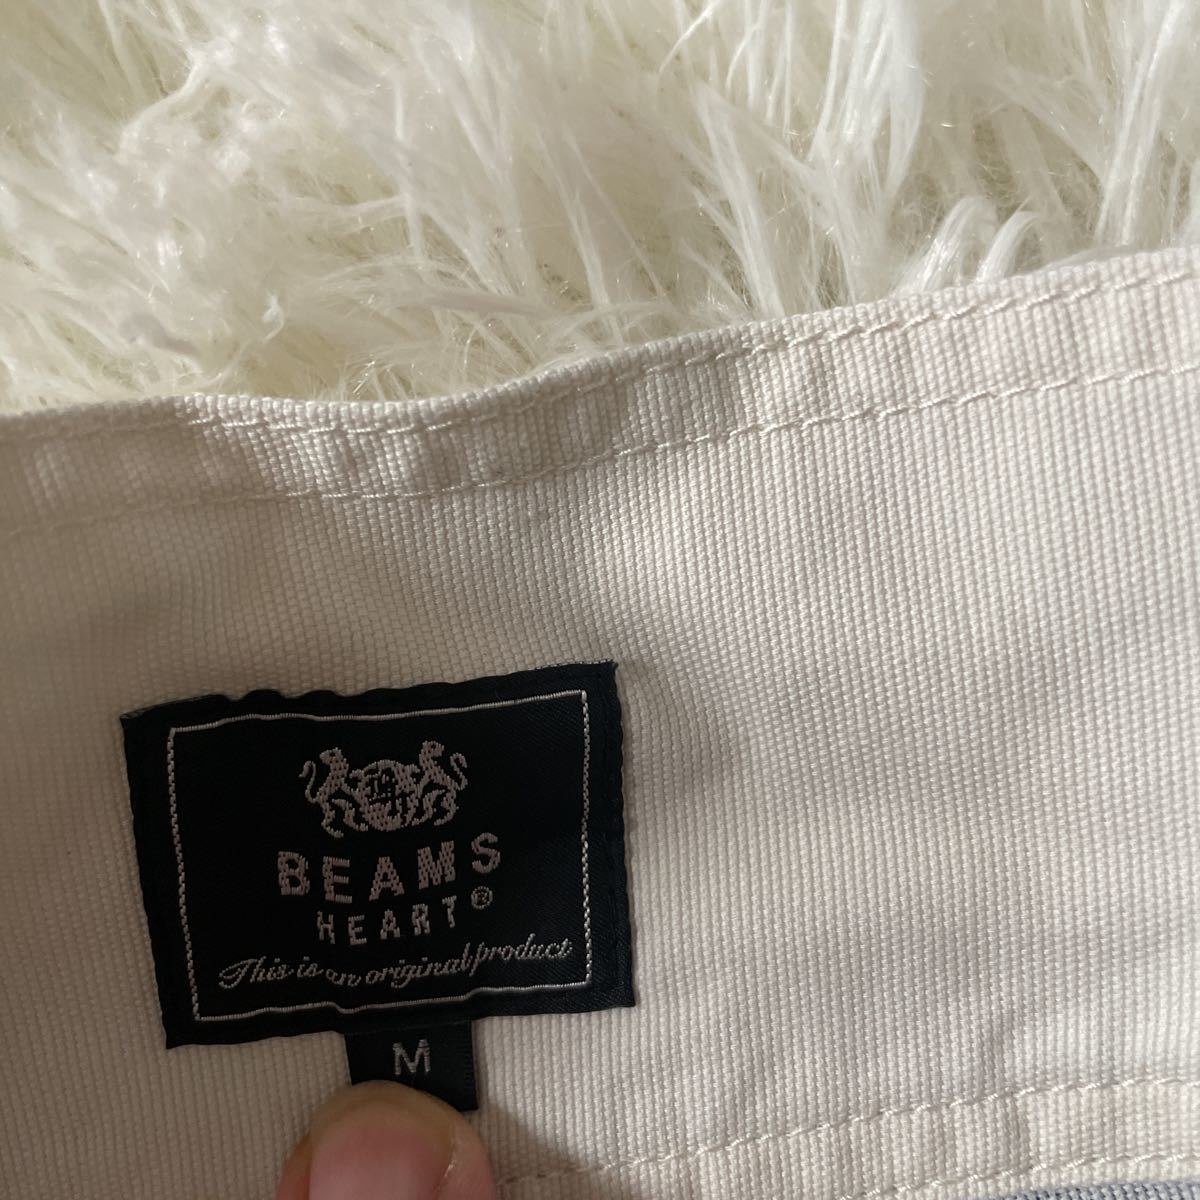 BEAMS
HEART®
This is an original product
M